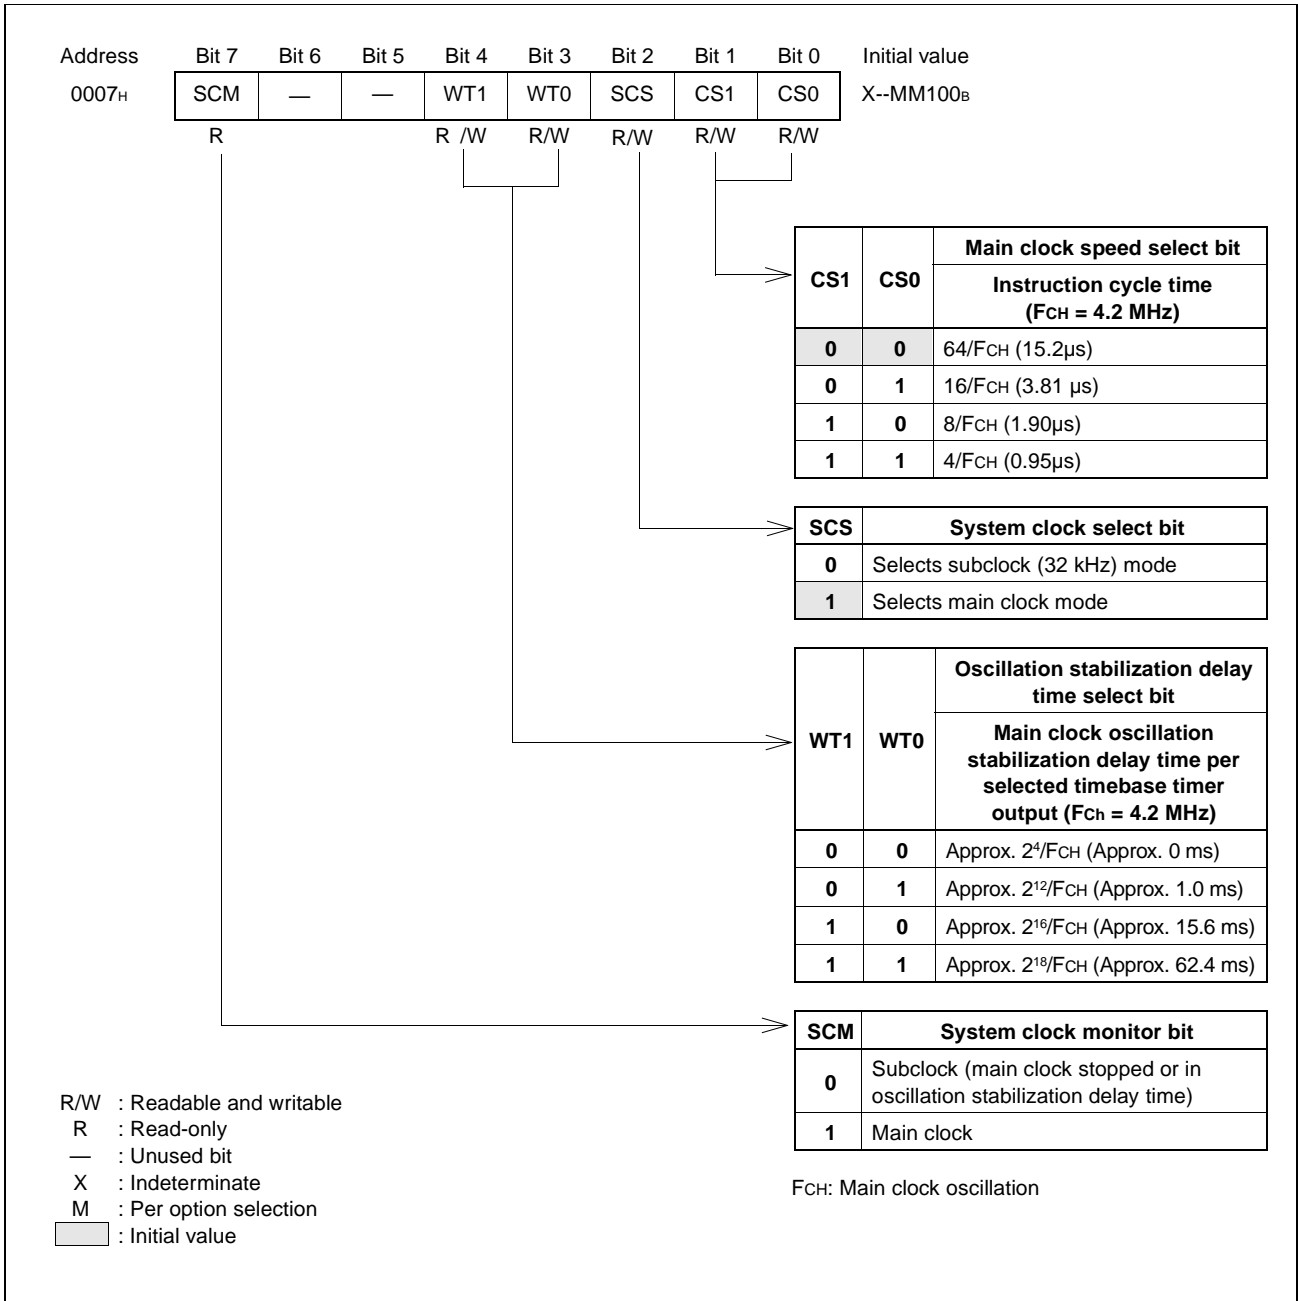 Address Bit 7 Bit 6 Bit 5 Bit 4 Bit 3 Bit 2 Bit 1 Bit 0 Initial value
0007H SCM — — WT1 WT0 SCS CS1 CS0 X--MM100B
R R /W R/W R/W R/W R/W
CS1 CS0 Main clock speed select bit
Instruction cycle time
(FCH = 4.2 MHz)
0 0 64/FCH (15.2µs)
0 1 16/FCH (3.81 µs)
1 0 8/FCH (1.90µs)
1 1 4/FCH (0.95µs)
SCS System clock select bit
0 Selects subclock (32 kHz) mode
1 Selects main clock mode
WT1 WT0 Oscillation stabilization delay
time select bit
Main clock oscillation
stabilization delay time per
selected timebase timer
output (FCh = 4.2 MHz)
0 0 Approx. 2⁴/FCH (Approx. 0 ms)
0 1 Approx. 2¹²/FCH (Approx. 1.0 ms)
1 0 Approx. 2¹⁶/FCH (Approx. 15.6 ms)
1 1 Approx. 2¹⁸/FCH (Approx. 62.4 ms)
SCM System clock monitor bit
0 Subclock (main clock stopped or in
oscillation stabilization delay time)
1 Main clock
R/W : Readable and writable
R : Read-only
— : Unused bit
X : Indeterminate
M : Per option selection
: Initial value
FCH: Main clock oscillation